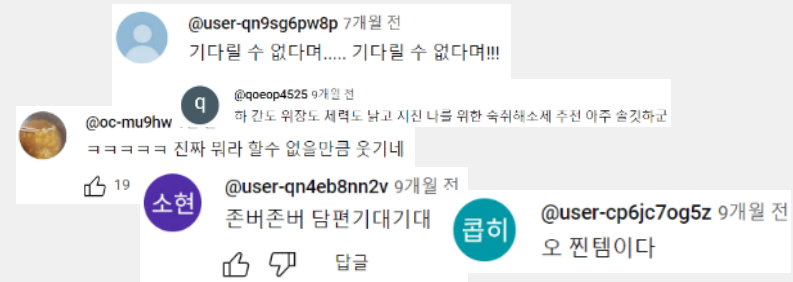 @user-qn9sg6pw8p 7개월 전
기다릴 수 없다며..... 기다릴 수 없다며!!!
q
@qoeop4525 9개월 전
하 간도 위장도 체력도 낡고 지친 나를 위한 숙취해소제 추천 아주 솔깃하군
@oc-mu9hw
ㅋㅋㅋㅋㅋ 진짜 뭐라 할수 없을만큼 웃기네
19
소현
@user-qn4eb8nn2v 9개월 전
존버존버 담편기대기대
답글
콥히
@user-cp6jc7og5z 9개월 전
오 찐템이다